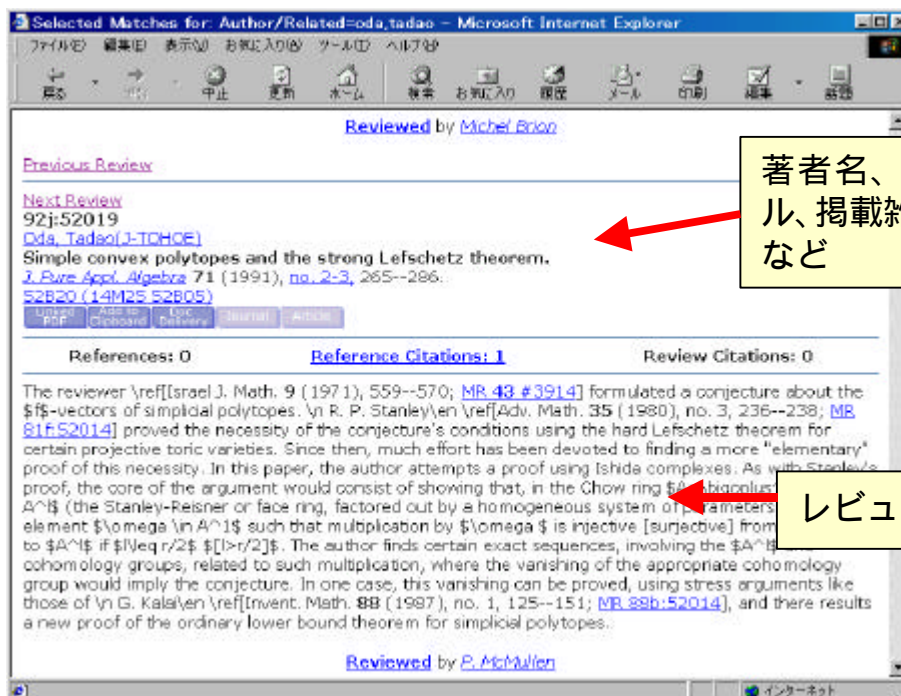 Selected Matches for: Author/Related=oda,tadao - Microsoft Internet Explorer
ファイル(F) 編集(E) 表示(V) お気に入り(A) ツール(T) ヘルプ(H)
戻る 中止 更新 ホーム 検索 お気に入り 履歴 メール 印刷 編集 話題
Reviewed by Michel Brion
Previous Review
著者名、
ル、掲載雑
など
Next Review
92j:52019
Oda, Tadao(J-TOHOE)
Simple convex polytopes and the strong Lefschetz theorem.
J. Pure Appl. Algebra 71 (1991), no. 2-3, 265--286.
52B20 (14M25 52B05)
Linked PDF Add to Clipboard Doc Delivery Journal Article
References: 0 Reference Citations: 1 Review Citations: 0
The reviewer \ref[[Israel J. Math. 9 (1971), 559--570; MR 43 #3914] formulated a conjecture about the
$f$-vectors of simplicial polytopes. \n R. P. Stanley\en \ref[Adv. Math. 35 (1980), no. 3, 236--238; MR
81f:52014] proved the necessity of the conjecture's conditions using the hard Lefschetz theorem for
certain projective toric varieties. Since then, much effort has been devoted to finding a more "elementary"
proof of this necessity. In this paper, the author attempts a proof using Ishida complexes. As with Stanley's
proof, the core of the argument would consist of showing that, in the Chow ring
レビュ
A^l$ (the Stanley-Reisner or face ring, factored out by a homogeneous system of parameters
element $\omega \in A^1$ such that multiplication by $\omega $ is injective [surjective] from
to $A^l$ if $l\leq r/2$ $[l>r/2]$. The author finds certain exact sequences, involving the $A^l$
cohomology groups, related to such multiplication, where the vanishing of the appropriate cohomology
group would imply the conjecture. In one case, this vanishing can be proved, using stress arguments like
those of \n G. Kalai\en \ref[Invent. Math. 88 (1987), no. 1, 125--151; MR 88b:52014], and there results
a new proof of the ordinary lower bound theorem for simplicial polytopes.
Reviewed by P. McMullen
インターネット